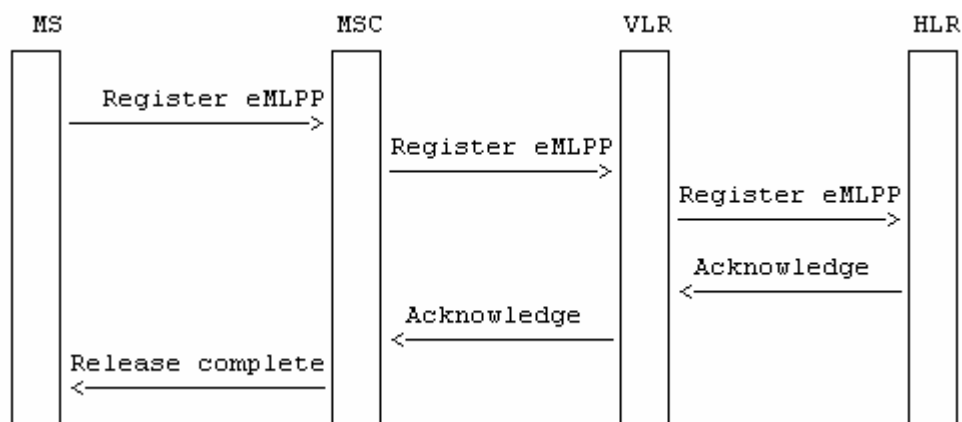 MS MSC VLR HLR
Register eMLPP
Register eMLPP
Register eMLPP
Acknowledge
Acknowledge
Release complete